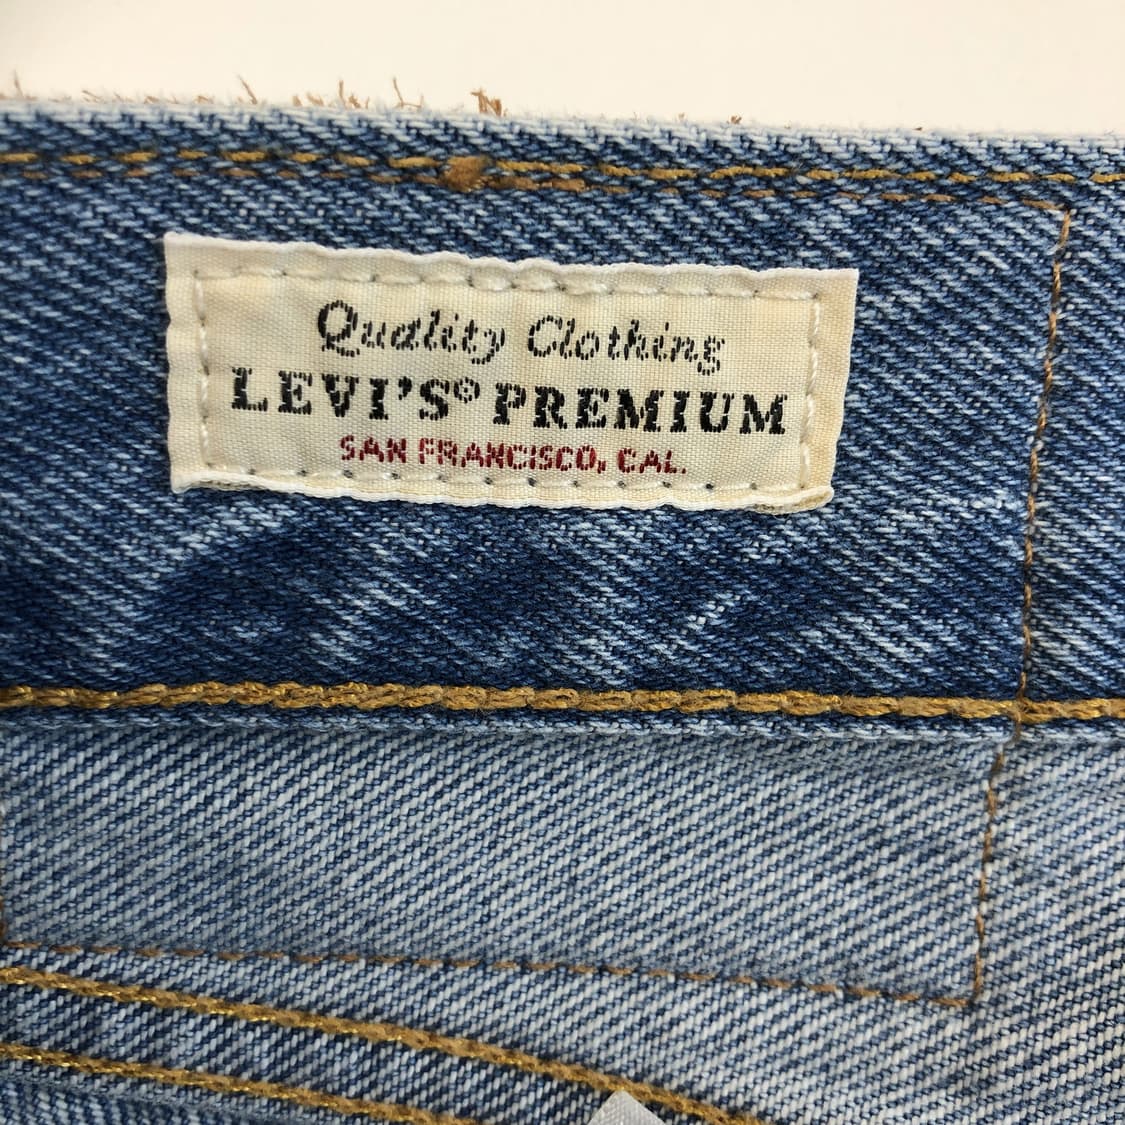 Quality Clothing
LEVI'S® PREMIUM
SAN FRANCISCO, CAL.